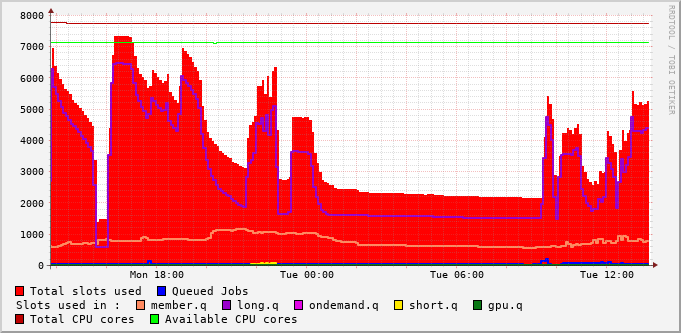 8000
7000
6000
5000
4000
3000
2000
1000
0
Mon 18:00 Tue 00:00 Tue 06:00 Tue 12:00
RRDTOOL / TOBI OETIKER
Total slots used Queued Jobs
Slots used in : member.q long.q ondemand.q short.q gpu.q
Total CPU cores Available CPU cores